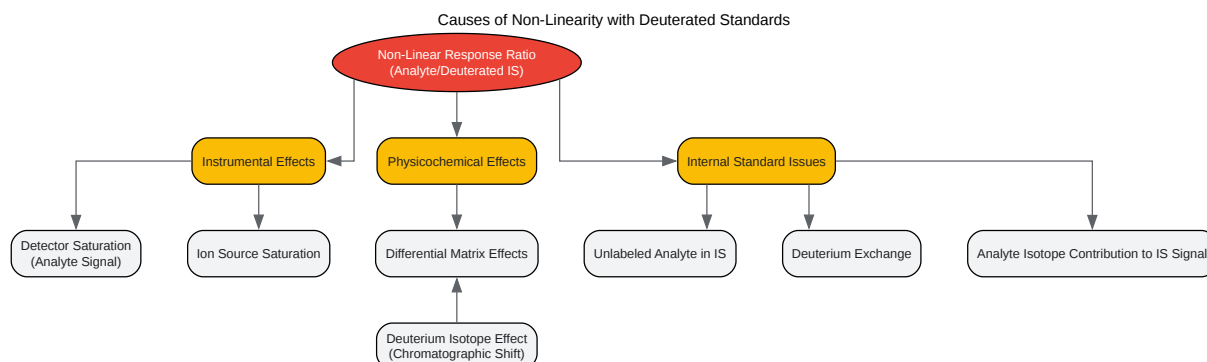 Causes of Non-Linearity with Deuterated Standards
Non-Linear Response Ratio
(Analyte/Deuterated IS)
Instrumental Effects
Physicochemical Effects
Internal Standard Issues
Detector Saturation
(Analyte Signal)
Ion Source Saturation
Differential Matrix Effects
Unlabeled Analyte in IS
Deuterium Exchange
Analyte Isotope Contribution to IS Signal
Deuterium Isotope Effect
(Chromatographic Shift)